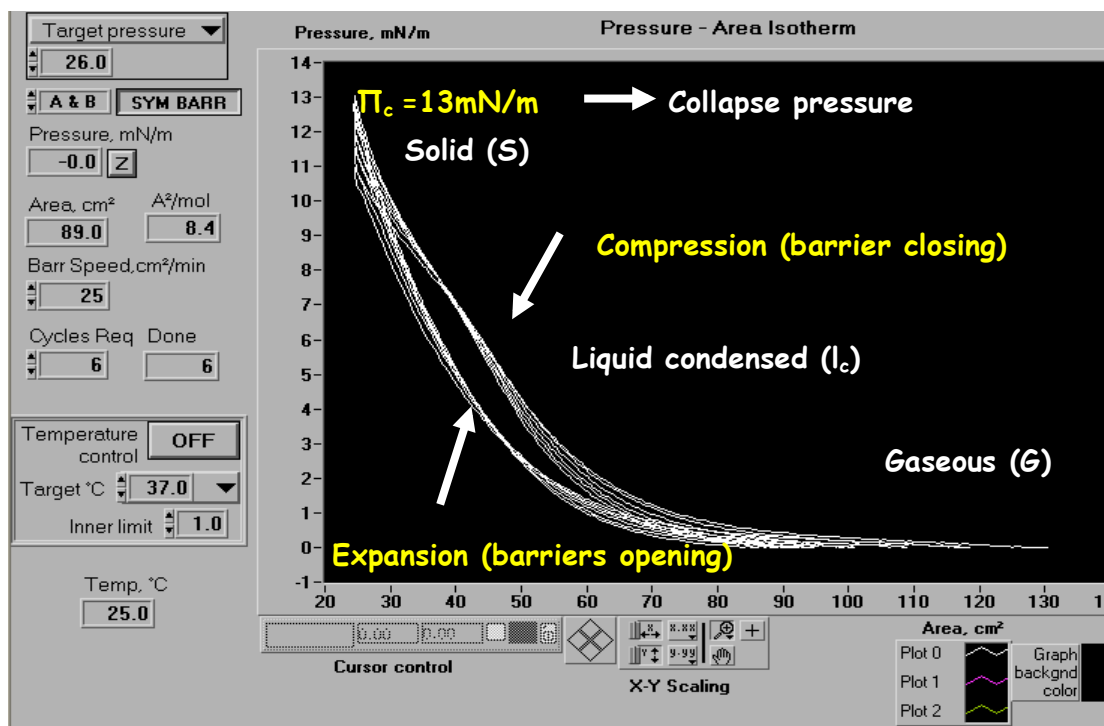 Target pressure
26.0
A & B
SYM BARR
Pressure, mN/m
-0.0
Z
Area, cm²
A²/mol
89.0
8.4
Barr Speed,cm²/min
25
Cycles Req
Done
6
6
Temperature
control
OFF
Target °C
37.0
Inner limit
1.0
Temp, °C
25.0
Pressure, mN/m
Pressure - Area Isotherm
14
13
12
11
10
9
8
7
6
5
4
3
2
1
0
-1
Πc =13mN/m
Collapse pressure
Solid (S)
Compression (barrier closing)
Liquid condensed (lc)
Gaseous (G)
Expansion (barriers opening)
20 30 40 50 60 70 80 90 100 110 120 130 1
Area, cm²
0.00
0.00
Cursor control
X
x.xx
Y
y.yy
+
X-Y Scaling
Plot 0
Plot 1
Plot 2
Graph
backgnd
color